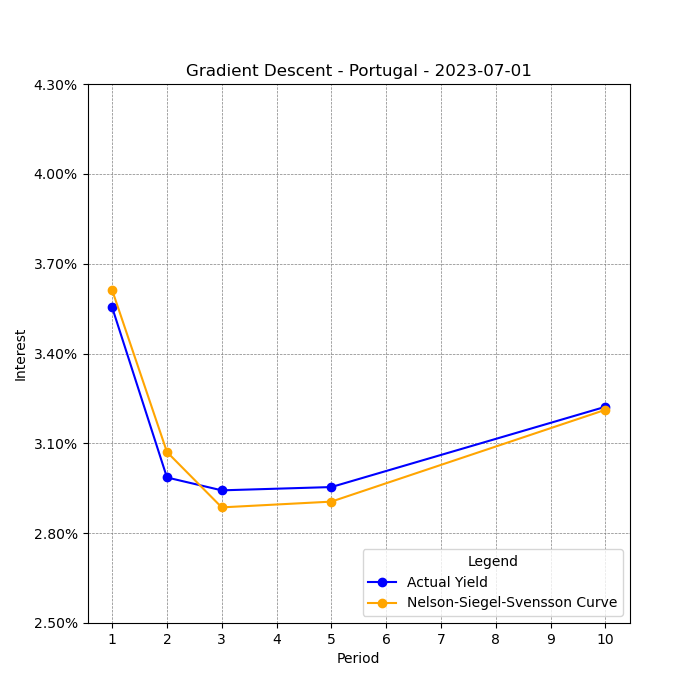 Gradient Descent - Portugal - 2023-07-01
4.30%
4.00%
3.70%
3.40%
3.10%
2.80%
2.50%
Interest
Legend
Actual Yield
Nelson-Siegel-Svensson Curve
1 2 3 4 5 6 7 8 9 10
Period